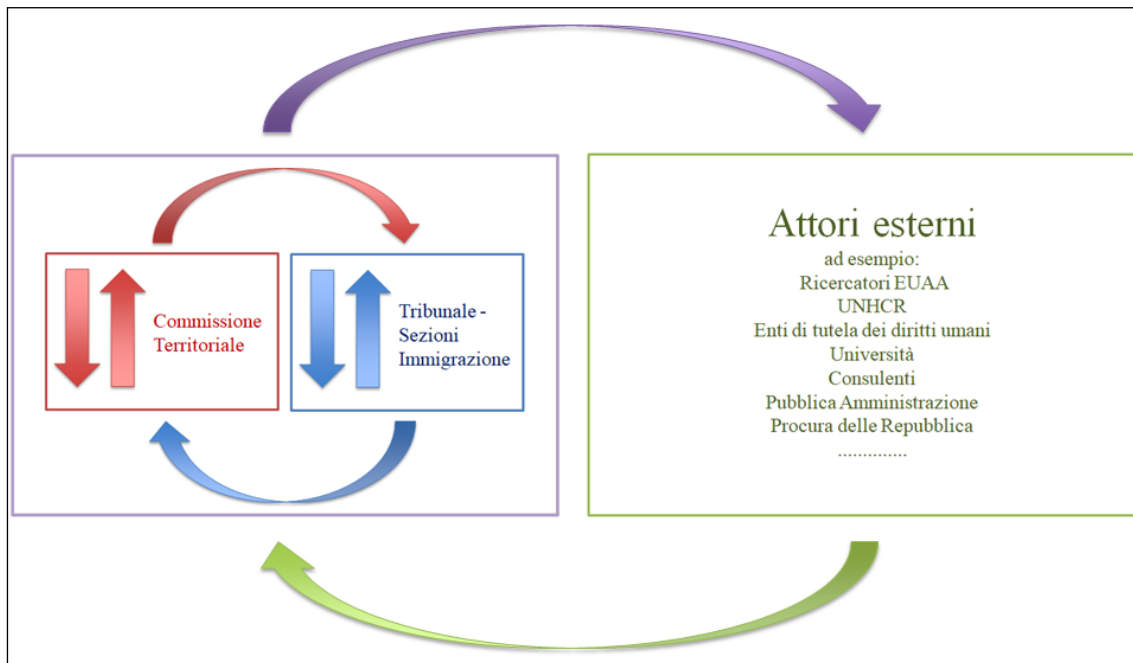 Commissione
Territoriale
Tribunale -
Sezioni
Immigrazione
Attori esterni
ad esempio:
Ricercatori EUAA
UNHCR
Enti di tutela dei diritti umani
Università
Consulenti
Pubblica Amministrazione
Procura delle Repubblica
..............